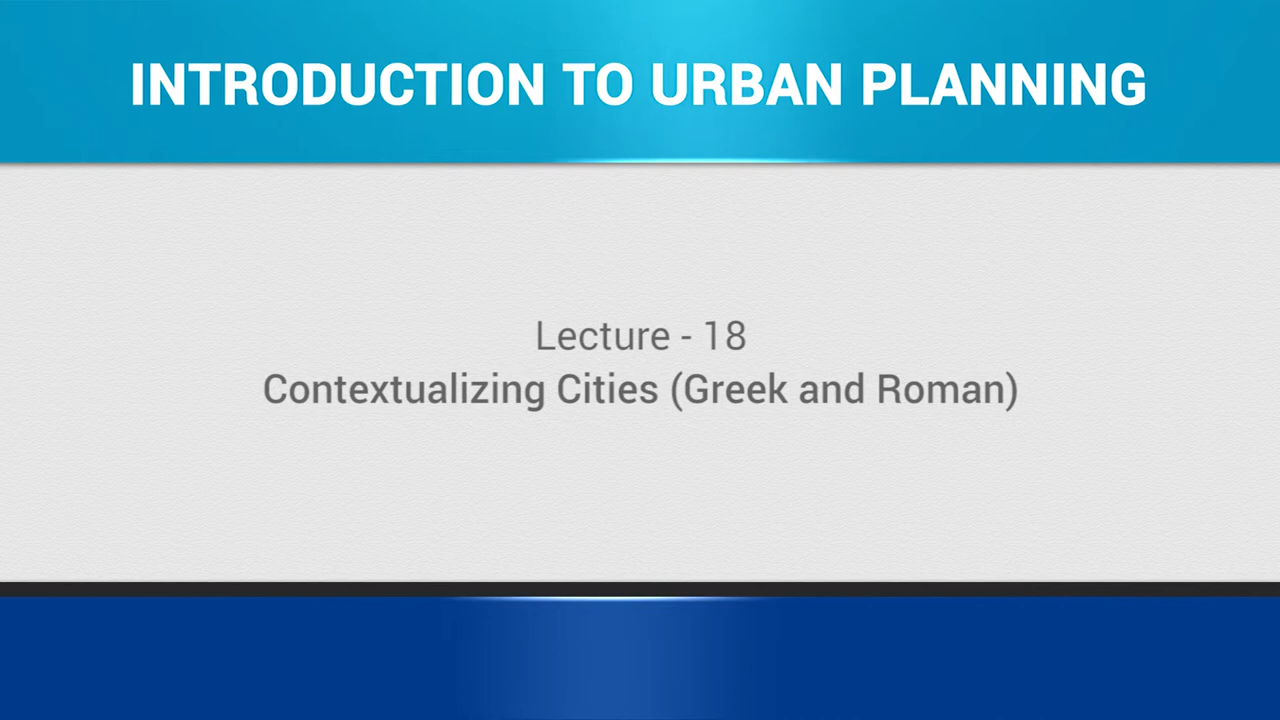 INTRODUCTION TO URBAN PLANNING
Lecture - 18
Contextualizing Cities (Greek and Roman)